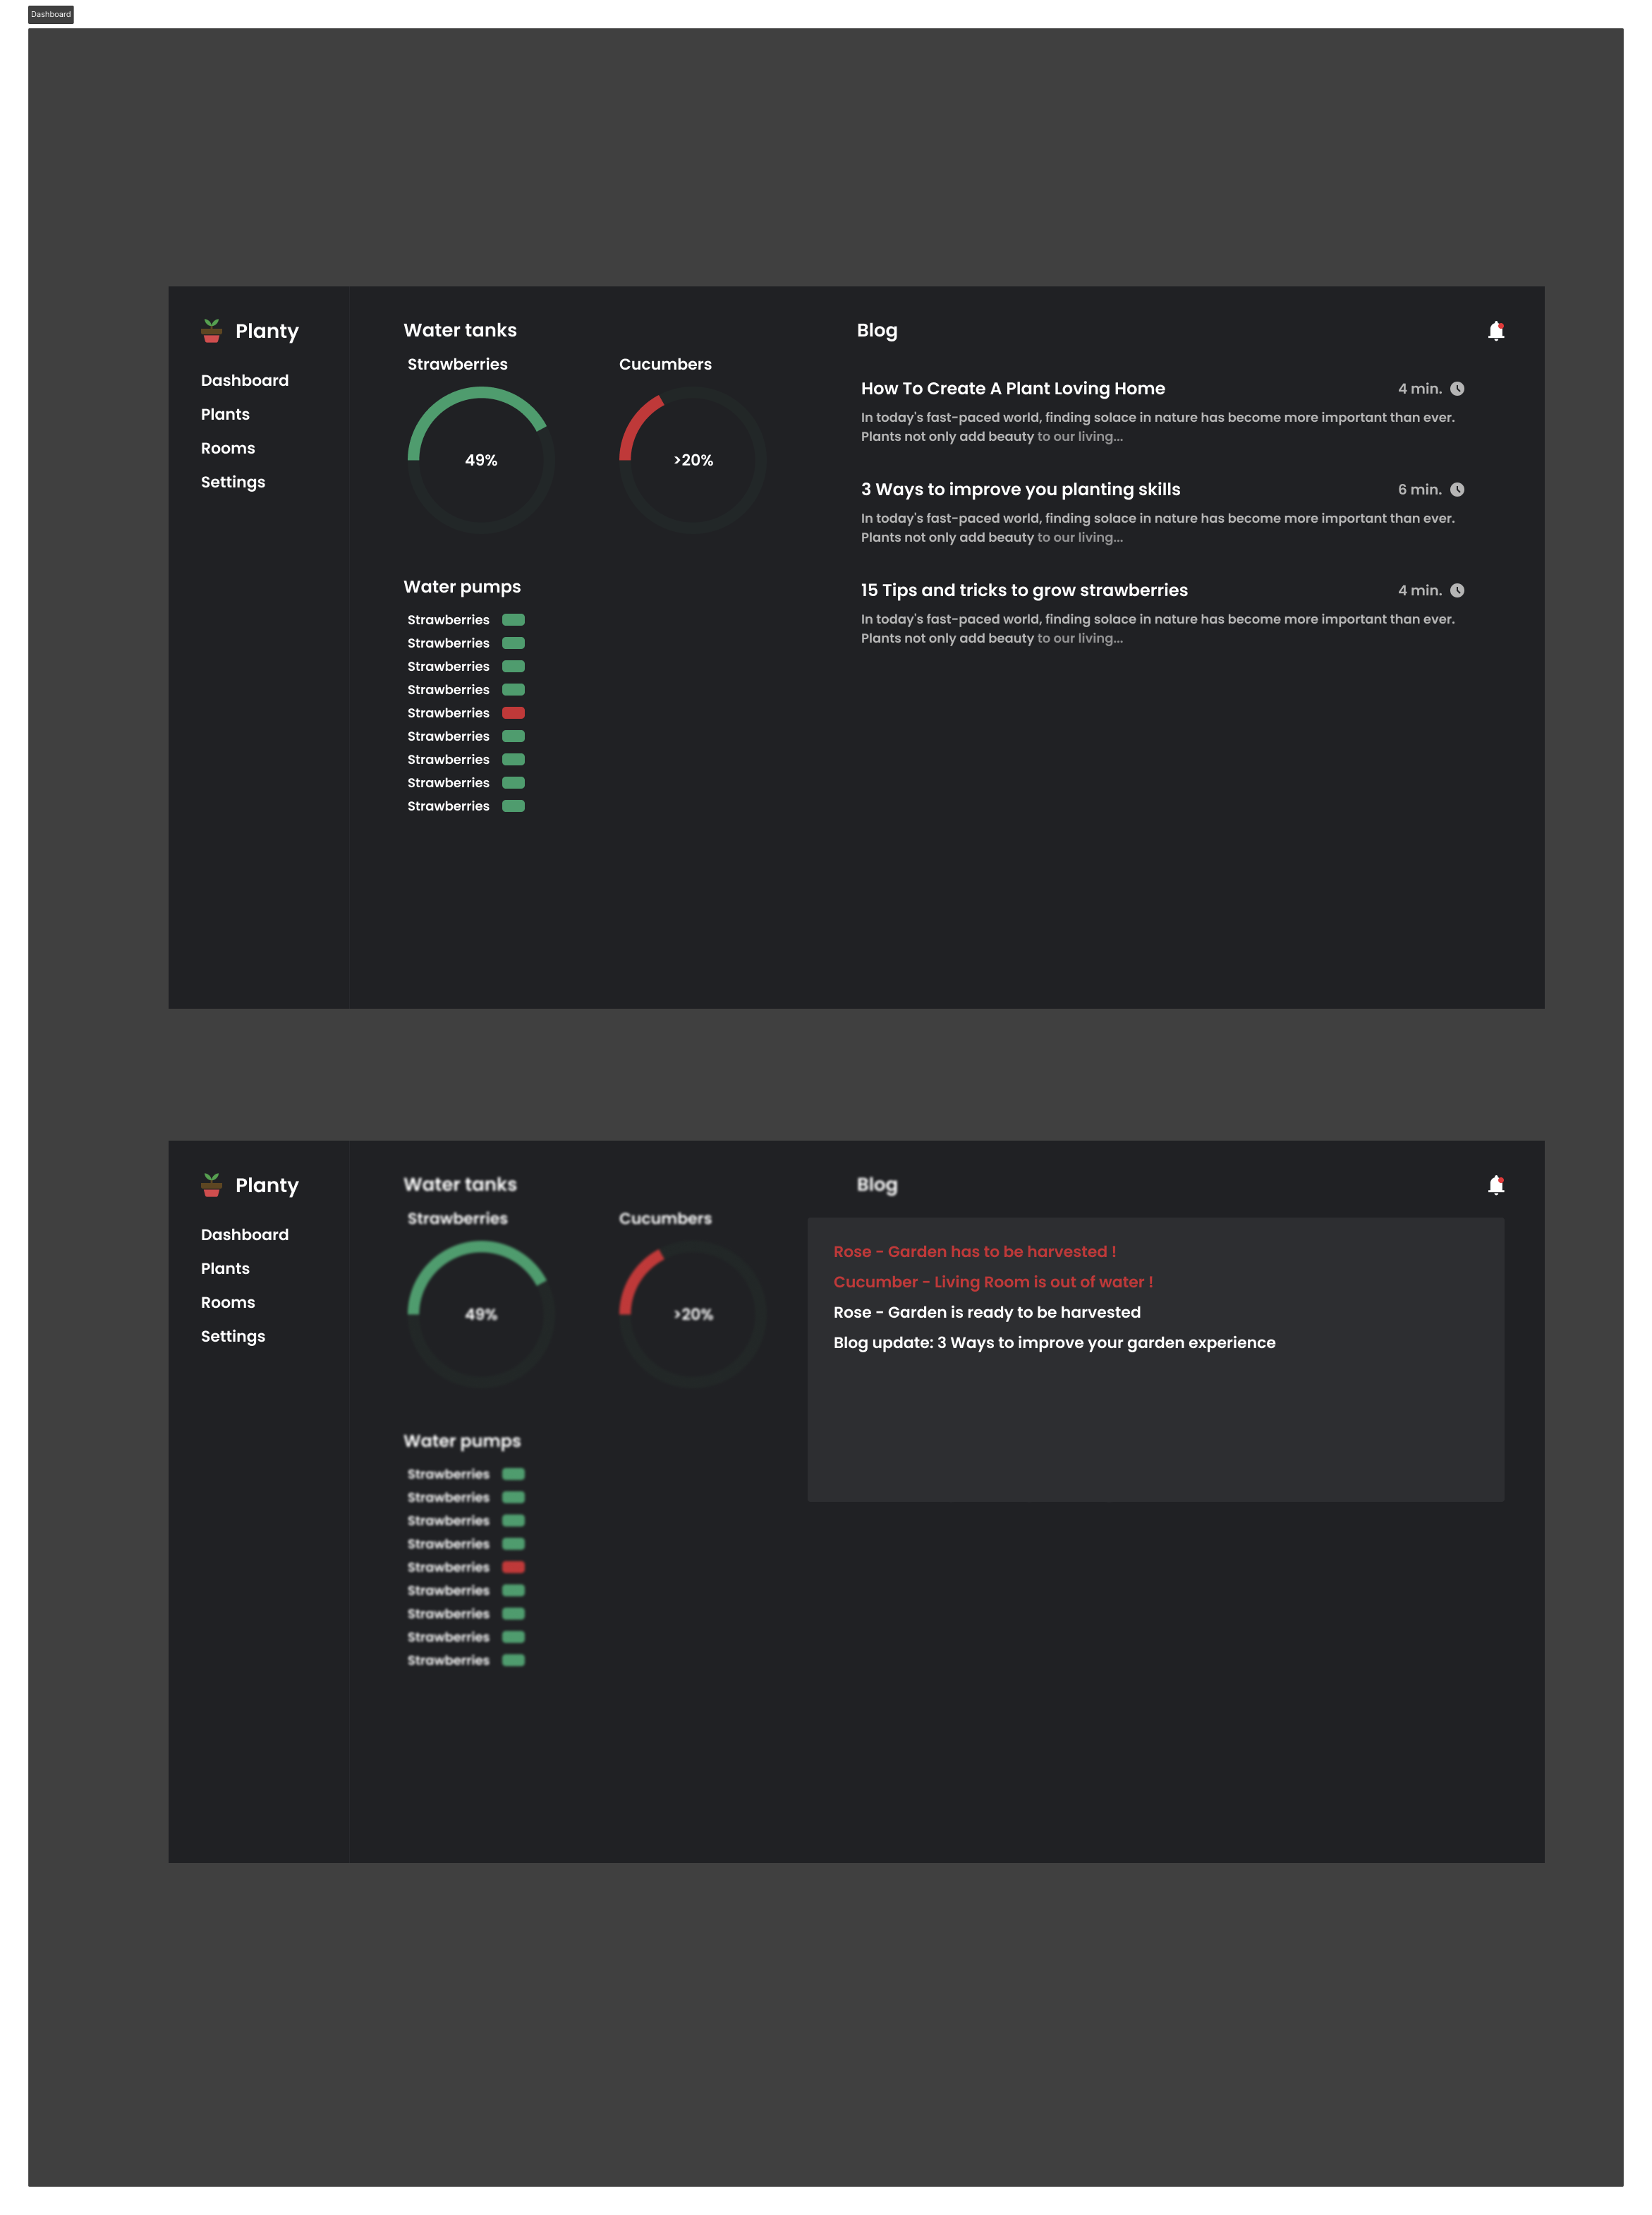 Dashboard
Planty
Dashboard
Plants
Rooms
Settings
Water tanks
Strawberries
49%
Cucumbers
>20%
Water pumps
Strawberries
Strawberries
Strawberries
Strawberries
Strawberries
Strawberries
Strawberries
Strawberries
Strawberries
Blog
How To Create A Plant Loving Home
4 min.
In today's fast-paced world, finding solace in nature has become more important than ever.
Plants not only add beauty to our living...
3 Ways to improve you planting skills
6 min.
In today's fast-paced world, finding solace in nature has become more important than ever.
Plants not only add beauty to our living...
15 Tips and tricks to grow strawberries
4 min.
In today's fast-paced world, finding solace in nature has become more important than ever.
Plants not only add beauty to our living...
Planty
Dashboard
Plants
Rooms
Settings
Water tanks
Strawberries
49%
Cucumbers
>20%
Water pumps
Strawberries
Strawberries
Strawberries
Strawberries
Strawberries
Strawberries
Strawberries
Strawberries
Strawberries
Blog
Rose - Garden has to be harvested !
Cucumber - Living Room is out of water !
Rose - Garden is ready to be harvested
Blog update: 3 Ways to improve your garden experience